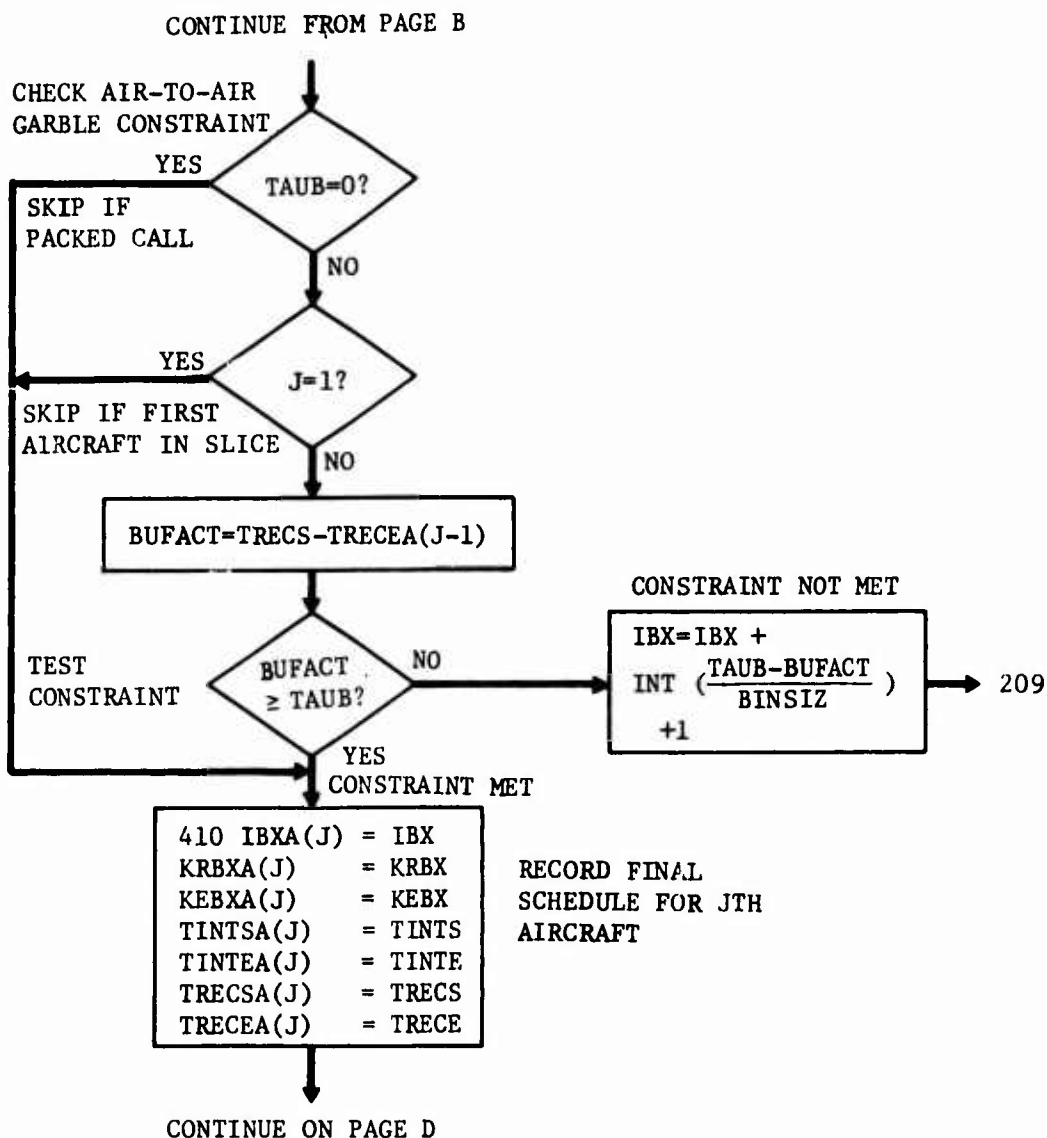 CONTINUE FROM PAGE B
CHECK AIR-TO-AIR
GARBLE CONSTRAINT
YES
TAUB=0?
SKIP IF
PACKED CALL
NO
YES
J=1?
SKIP IF FIRST
AIRCRAFT IN SLICE
NO
BUFACT=TRECS-TRECEA(J-1)
CONSTRAINT NOT MET
TEST
CONSTRAINT
BUFACT
≥ TAUB?
NO
IBX=IBX +
INT (TAUB-BUFACT
BINSIZ )
+1
209
YES
CONSTRAINT MET
410 IBXA(J) = IBX
KRBXA(J) = KRBX
KEBXA(J) = KEBX
TINTSA(J) = TINTS
TINTEA(J) = TINTE
TRECSA(J) = TRECS
TRECEA(J) = TRECE
RECORD FINAL
SCHEDULE FOR JTH
AIRCRAFT
CONTINUE ON PAGE D